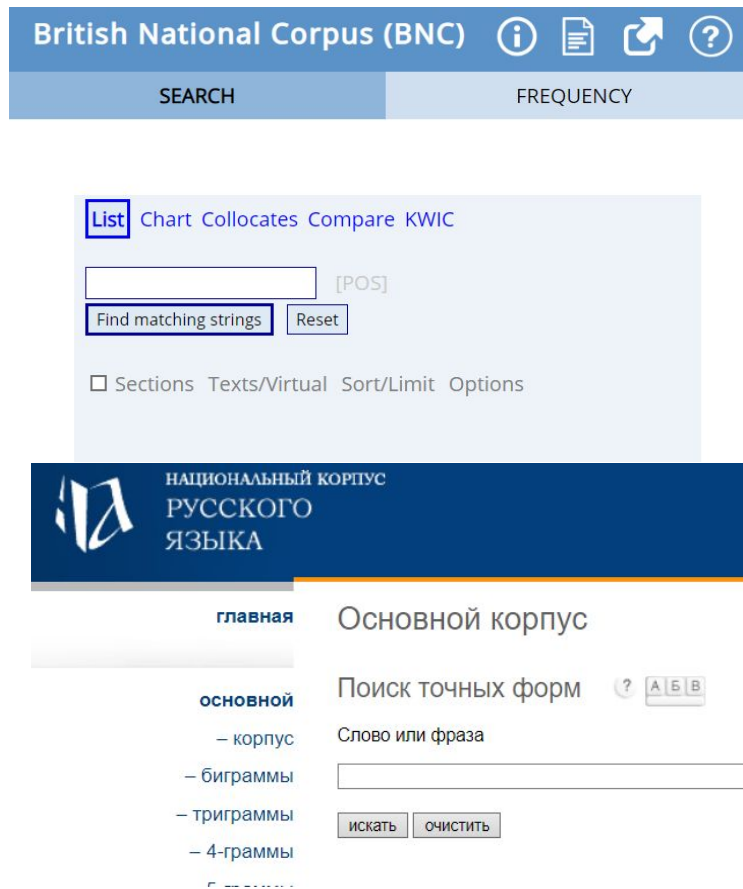 British National Corpus (BNC)
SEARCH FREQUENCY
List Chart Collocates Compare KWIC
[POS]
Find matching strings Reset
Sections Texts/Virtual Sort/Limit Options
НАЦИОНАЛЬНЫЙ КОРПУС
РУССКОГО
ЯЗЫКА
главная
Основной корпус
Поиск точных форм ? А Б В
основной
– корпус
Слово или фраза
– биграммы
– триграммы
искать очистить
– 4-граммы